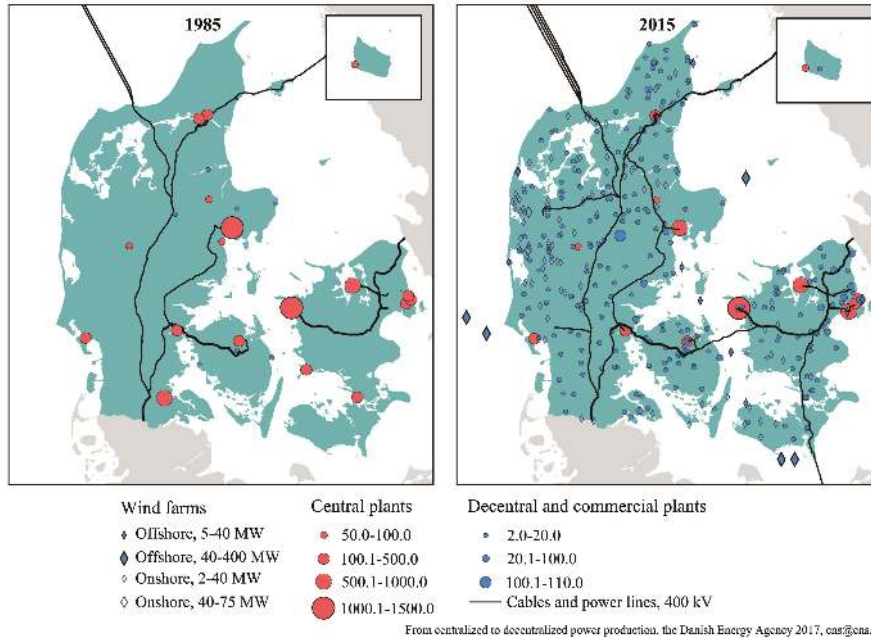 1985
2015
Wind farms
Offshore, 5-40 MW
Offshore, 40-400 MW
Onshore, 2-40 MW
Onshore, 40-75 MW
Central plants
50.0-100.0
100.1-500.0
500.1-1000.0
1000.1-1500.0
Decentral and commercial plants
2.0-20.0
20.1-100.0
100.1-110.0
Cables and power lines, 400 kV
From centralized to decentralized power production, the Danish Energy Agency 2017,